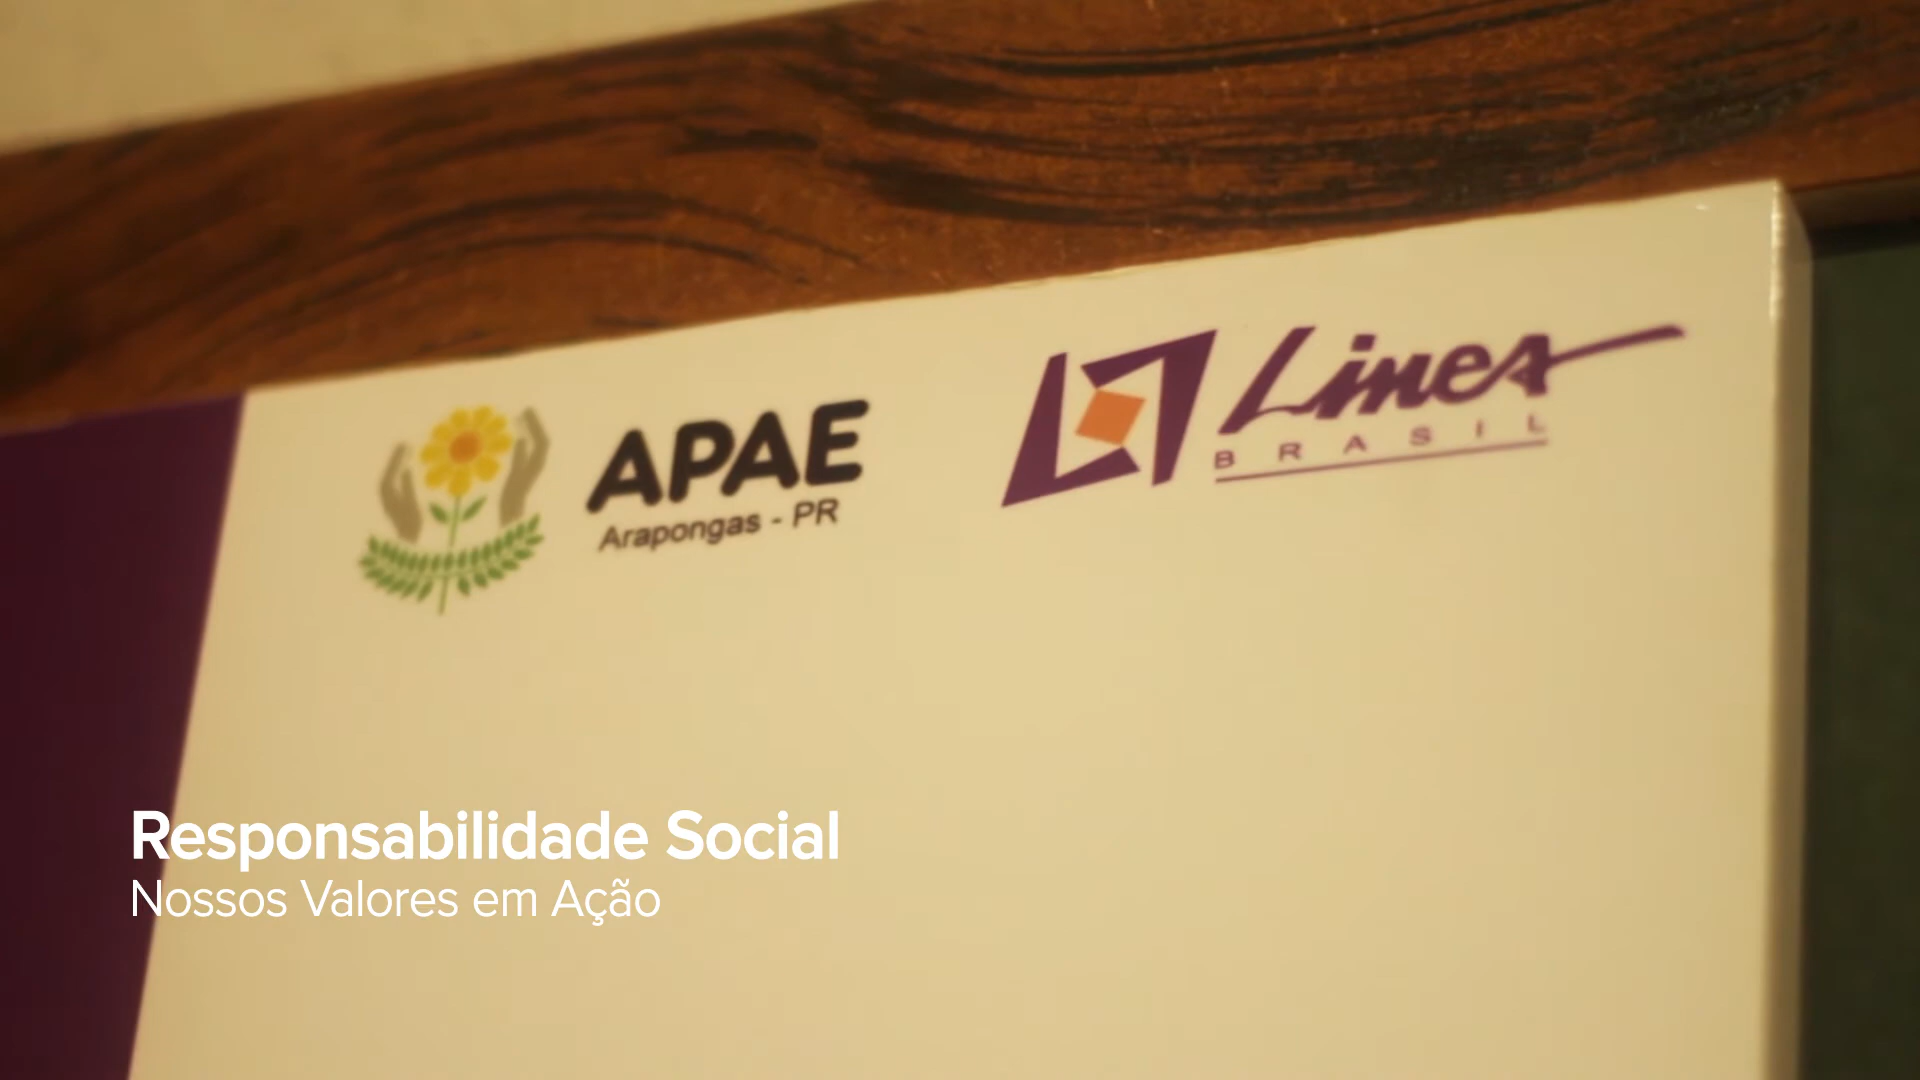 APAE
Arapongas - PR
Linea
BRASIL
Responsabilidade Social
Nossos Valores em Ação